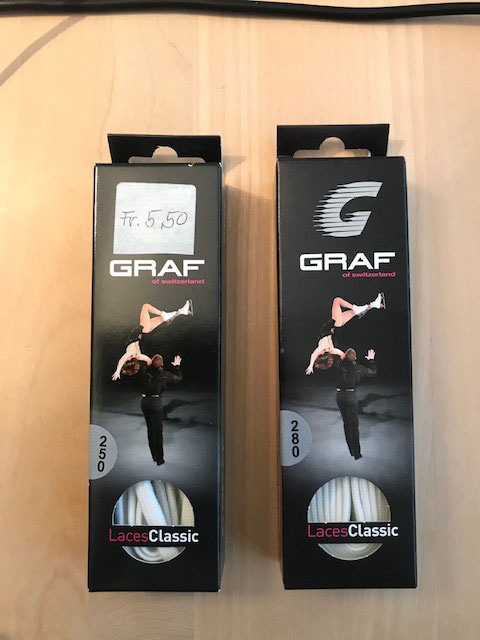 Fr. 5,50
GRAF
of switzerland
250
LacesClassic
G
GRAF
of switzerland
280
LacesClassic